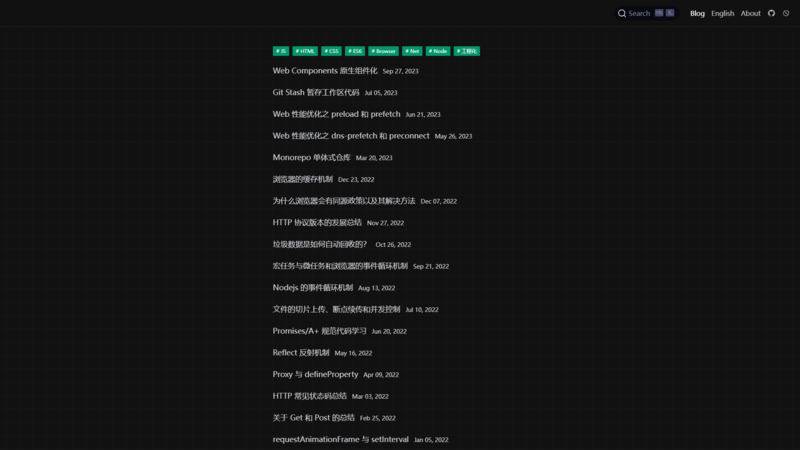 Search
Blog English About
# JS # HTML # CSS # ES6 # Browser # Net # Node # 工程化
Web Components 原生组件化 Sep 27, 2023
Git Stash 暂存工作区代码 Jul 05, 2023
Web 性能优化之 preload 和 prefetch Jun 21, 2023
Web 性能优化之 dns-prefetch 和 preconnect May 26, 2023
Monorepo 单体式仓库 Mar 20, 2023
浏览器的缓存机制 Dec 23, 2022
为什么浏览器会有同源政策以及其解决方法 Dec 07, 2022
HTTP 协议版本的发展总结 Nov 27, 2022
垃圾数据是如何自动回收的? Oct 26, 2022
宏任务与微任务和浏览器的事件循环机制 Sep 21, 2022
Nodejs 的事件循环机制 Aug 13, 2022
文件的切片上传、断点续传和并发控制 Jul 10, 2022
Promises/A+ 规范代码学习 Jun 20, 2022
Reflect 反射机制 May 16, 2022
Proxy 与 defineProperty Apr 09, 2022
HTTP 常见状态码总结 Mar 03, 2022
关于 Get 和 Post 的总结 Feb 25, 2022
requestAnimationFrame 与 setInterval Jan 05, 2022